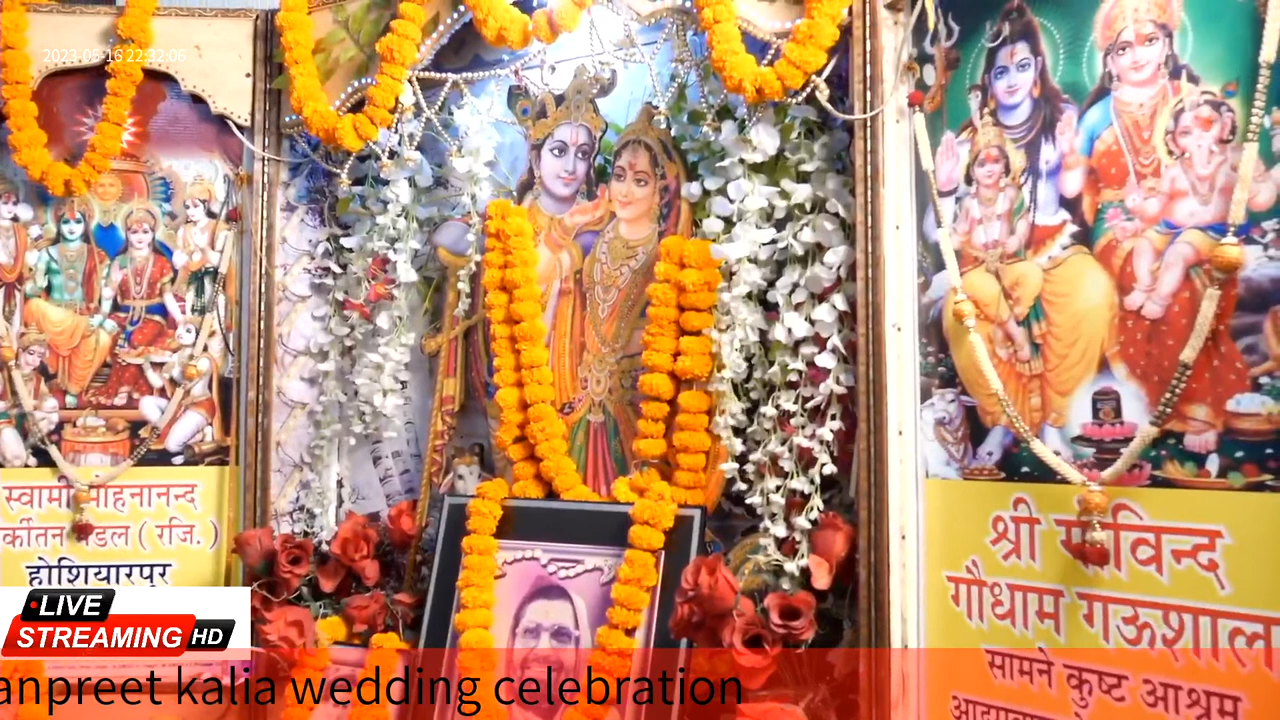 2023-05-16 22:32:06
स्वामी मोहनानन्द
कीर्तन मंडल ( रजि. )
होशियारपुर
श्री गोविन्द
गौधाम गऊशाल
सामने कुष्ट आश्रम
LIVE
STREAMING HD
anpreet kalia wedding celebration